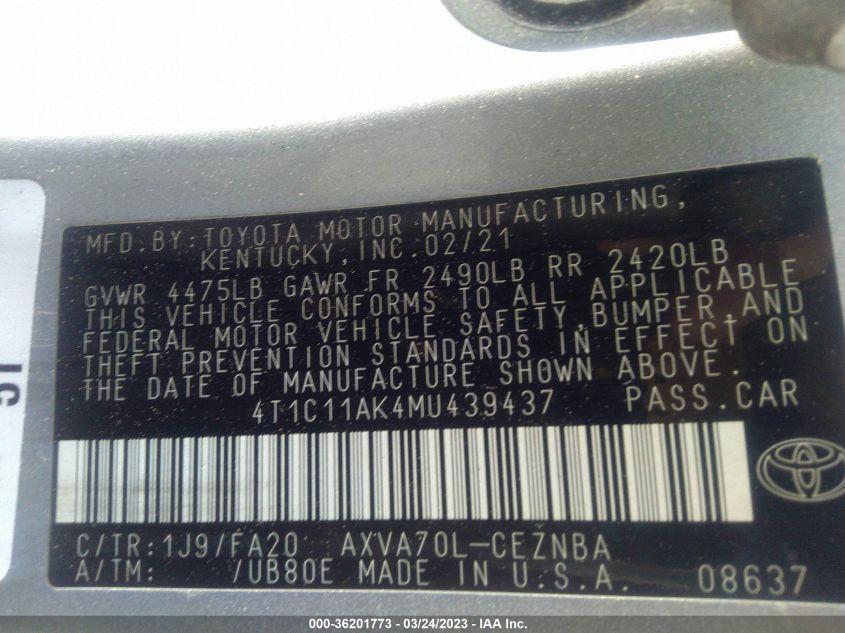 MFD.BY:TOYOTA MOTOR MANUFACTURING,
KENTUCKY, INC.02/21
GVWR 4475LB GAWR FR 2490LB RR 2420LB
THIS VEHICLE CONFORMS TO ALL APPLICABLE
FEDERAL MOTOR VEHICLE SAFETY,BUMPER,AND
THEFT PREVENTION STANDARDS IN EFFECT ON
THE DATE OF MANUFACTURE SHOWN ABOVE.
4T1C11AK4MU439437 PASS.CAR
C/TR:1J9/FA20 AXVA70L-CEZNBA
A/TM: /UB80E MADE IN U.S.A. 08637
000-36201773 - 03/24/2023 - IAA Inc.